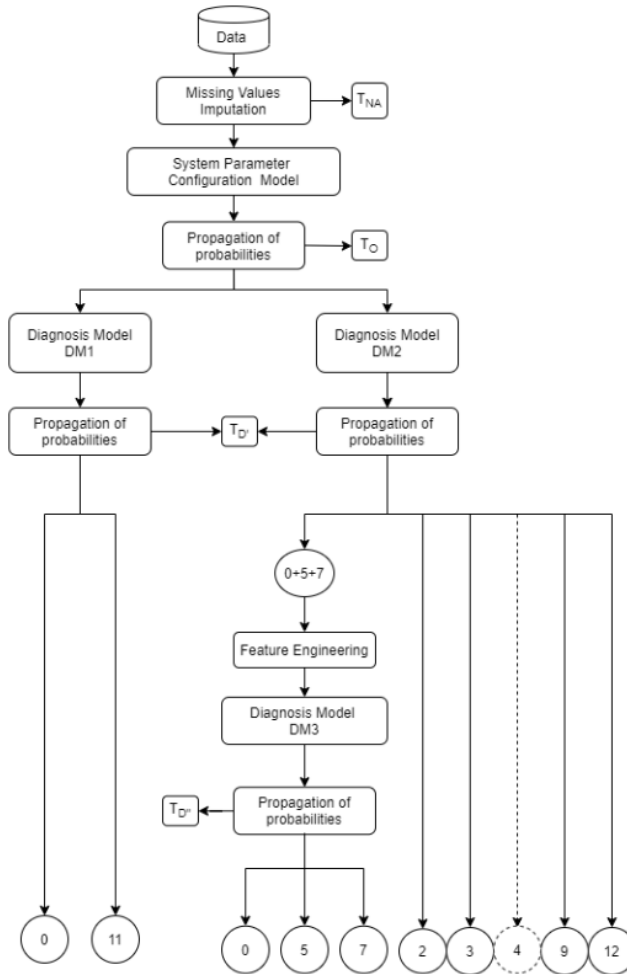 Data
Missing Values
Imputation
T_NA
System Parameter
Configuration Model
Propagation of
probabilities
T_O
Diagnosis Model
DM1
Diagnosis Model
DM2
Propagation of
probabilities
T_D'
Propagation of
probabilities
0+5+7
Feature Engineering
Diagnosis Model
DM3
T_D"
Propagation of
probabilities
0
11
0
5
7
2
3
4
9
12